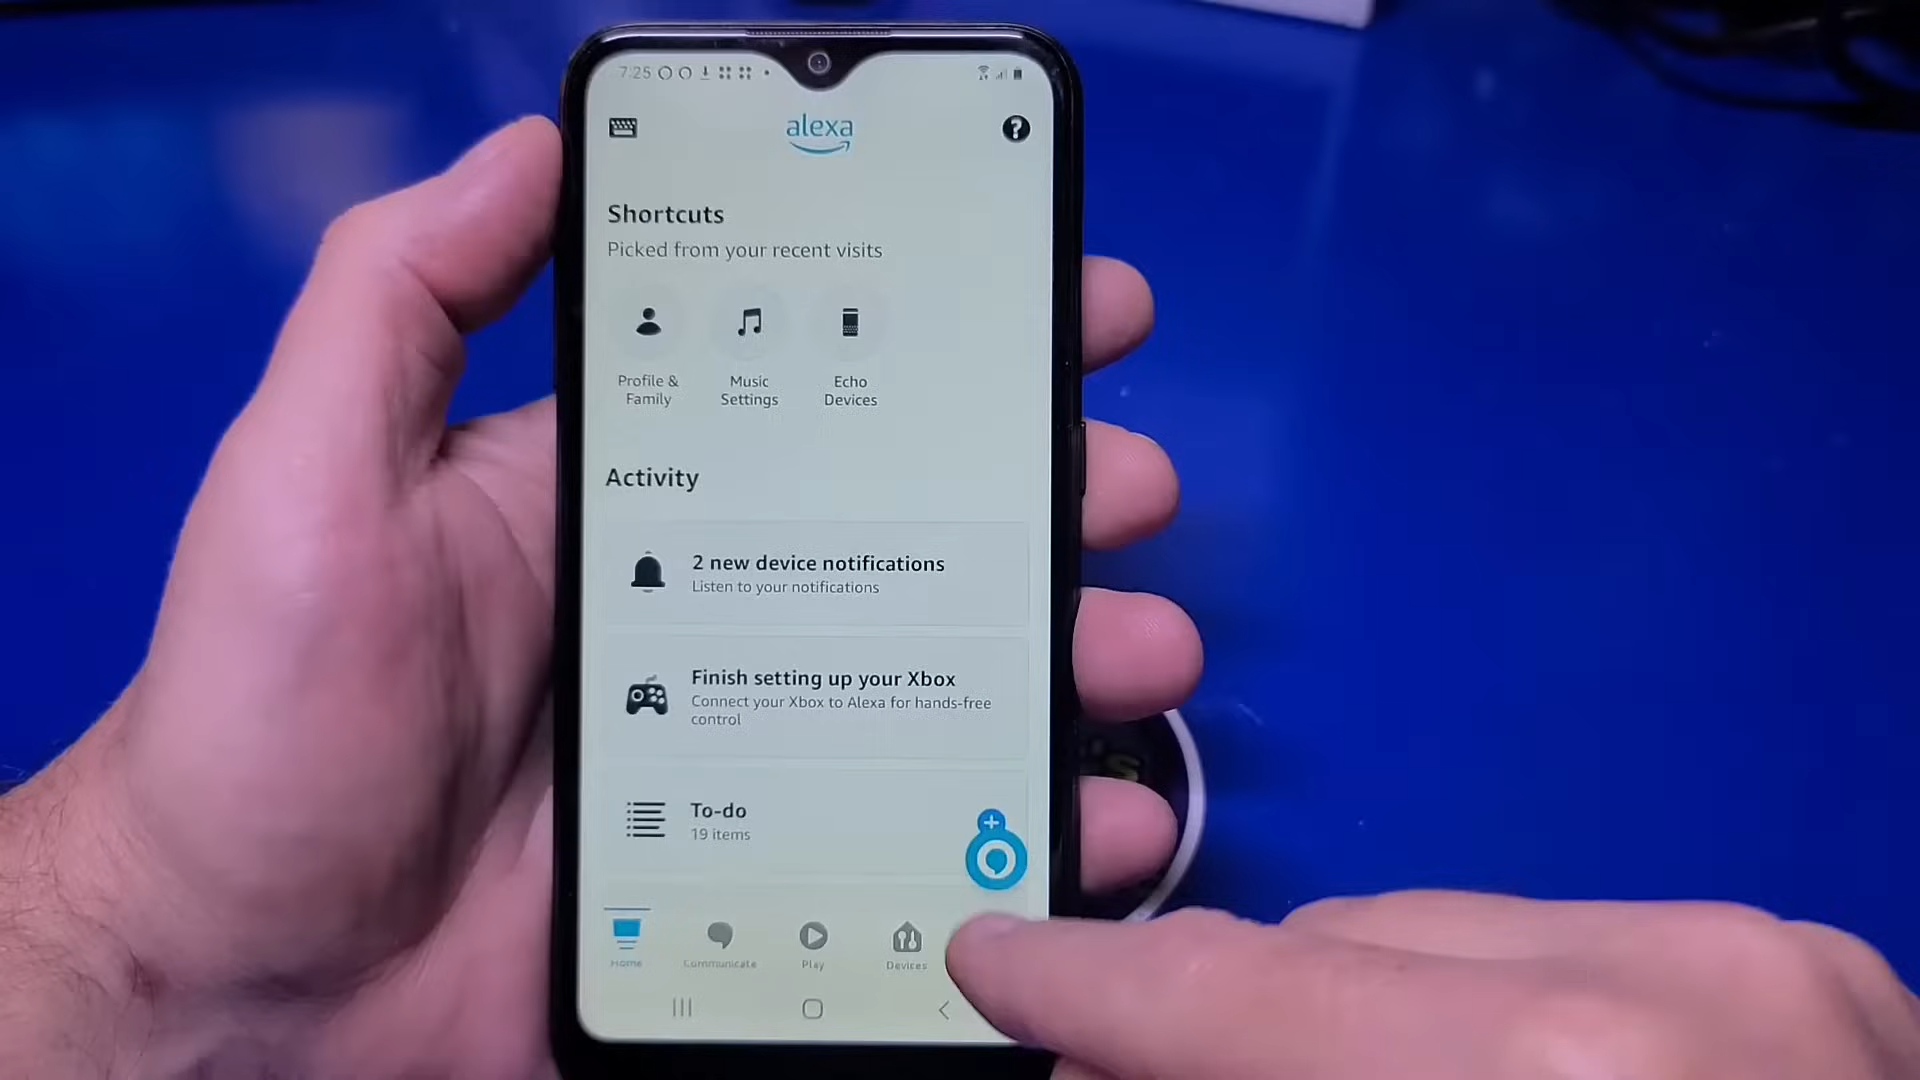 7:25
alexa
Shortcuts
Picked from your recent visits
Profile &
Family
Music
Settings
Echo
Devices
Activity
2 new device notifications
Listen to your notifications
Finish setting up your Xbox
Connect your Xbox to Alexa for hands-free
control
To-do
19 items
Home
Communicate
Play
Devices